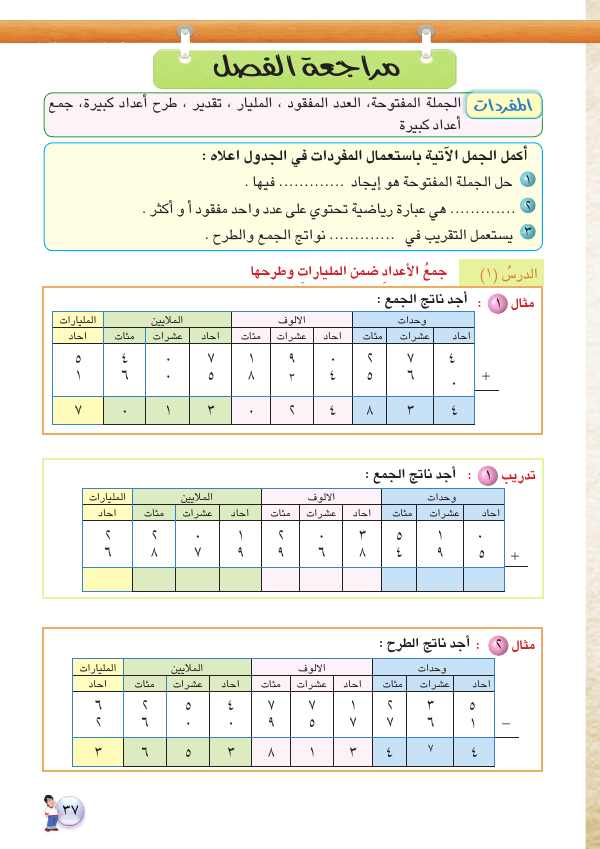 مراجعة الفصل
المفردات
الجملة المفتوحة، العدد المفقود ، المليار ، تقدير ، طرح أعداد كبيرة، جمع
أعداد كبيرة
أكمل الجمل الآتية باستعمال المفردات في الجدول اعلاه :
١ حل الجملة المفتوحة هو إيجاد ............. فيها .
٢ ............. هي عبارة رياضية تحتوي على عدد واحد مفقود أ و أكثر .
٣ يستعمل التقريب في ............. نواتج الجمع والطرح .
الدرسُ (١) جمعُ الأعدادِ ضمن الملياراتِ وطرحها
مثال ١ : أجد ناتج الجمع :
وحدات الالوف الملايين المليارات
احاد عشرات مئات احاد عشرات مئات احاد عشرات مئات احاد
٤ ٧ ٢ ٠ ٩ ١ ٧ ٠ ٤ ٥
٠ ٦ ٥ ٤ ٢ ٨ ٥ ٠ ٦ ١
+
٤ ٣ ٨ ٤ ٢ ٠ ٣ ١ ٠ ٧
تدريب ١ : أجد ناتج الجمع :
وحدات الالوف الملايين المليارات
احاد عشرات مئات احاد عشرات مئات احاد عشرات مئات احاد
٠ ١ ٥ ٣ ٠ ٢ ١ ٠ ٢ ٢
٥ ٩ ٤ ٨ ٦ ٩ ٩ ٧ ٨ ٦
+
مثال ٢ : أجد ناتج الطرح :
وحدات الالوف الملايين المليارات
احاد عشرات مئات احاد عشرات مئات احاد عشرات مئات احاد
٥ ٣ ٢ ١ ٧ ٧ ٤ ٥ ٢ ٦
١ ٦ ٧ ٧ ٥ ٩ ٠ ٠ ٦ ٢
−
٤ ٧ ٤ ٣ ١ ٨ ٣ ٥ ٦ ٣
٣٧